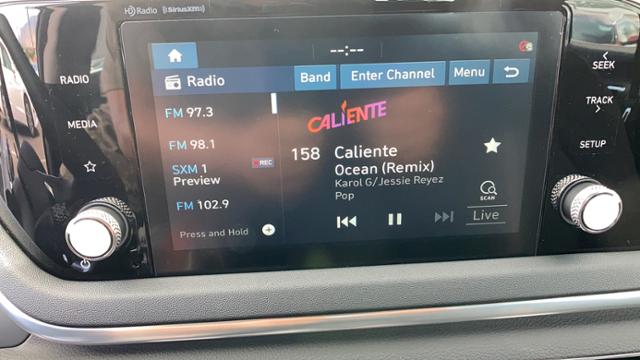 HD Radio
((SiriusXM))
--:--
Radio
Band
Enter Channel
Menu
RADIO
MEDIA
FM 97.3
FM 98.1
SXM 1
Preview
REC
FM 102.9
Press and Hold
CALIENTE
158 Caliente
Ocean (Remix)
Karol G/Jessie Reyez
Pop
SCAN
Live
SEEK
TRACK
SETUP